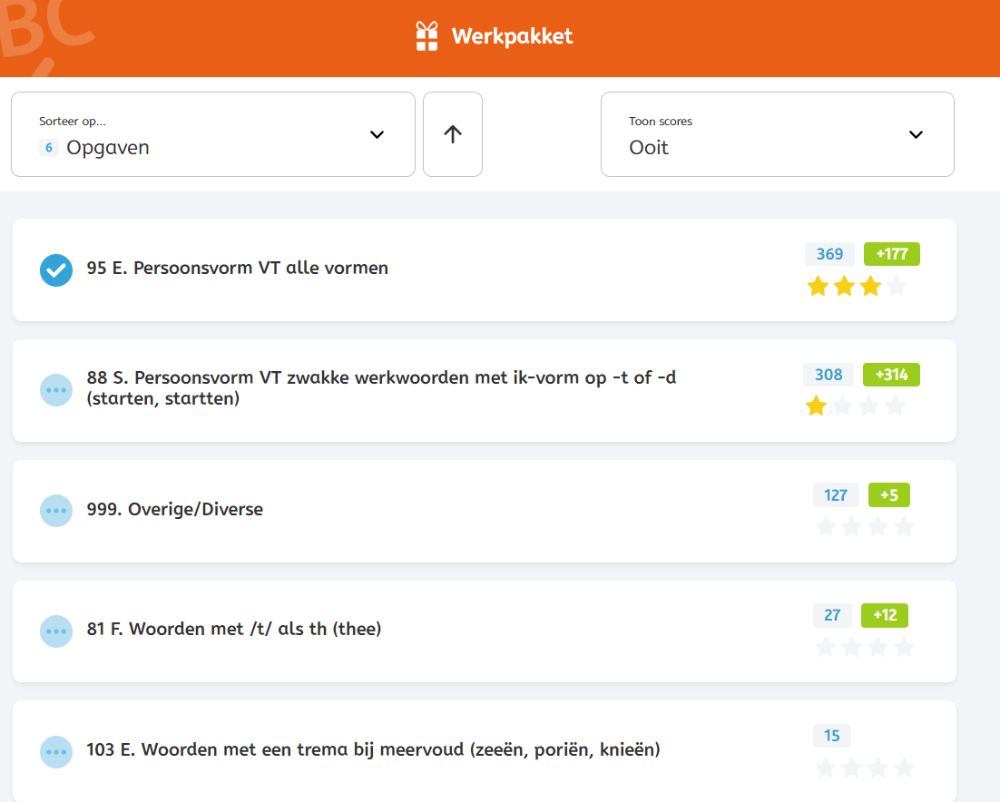 BC
Werkpakket
Sorteer op...
6 Opgaven
Toon scores
Ooit
95 E. Persoonsvorm VT alle vormen
369 +177
88 S. Persoonsvorm VT zwakke werkwoorden met ik-vorm op -t of -d
(starten, startten)
308 +314
999. Overige/Diverse
127 +5
81 F. Woorden met /t/ als th (thee)
27 +12
103 E. Woorden met een trema bij meervoud (zeeën, poriën, knieën)
15